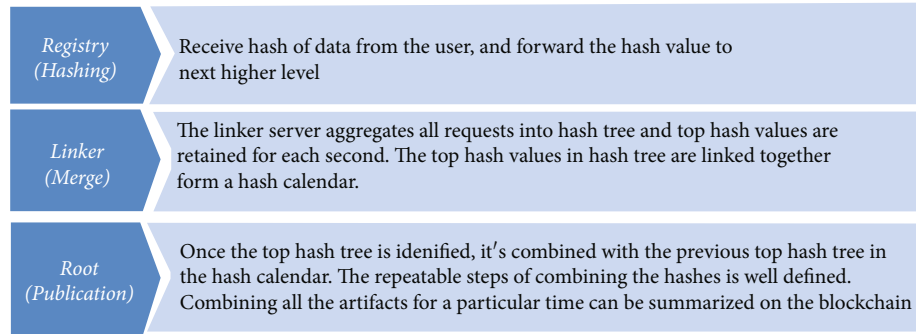 Registry
(Hashing)
Receive hash of data from the user, and forward the hash value to
next higher level
Linker
(Merge)
The linker server aggregates all requests into hash tree and top hash values are
retained for each second. The top hash values in hash tree are linked together
form a hash calendar.
Root
(Publication)
Once the top hash tree is idenified, it's combined with the previous top hash tree in
the hash calendar. The repeatable steps of combining the hashes is well defined.
Combining all the artifacts for a particular time can be summarized on the blockchain